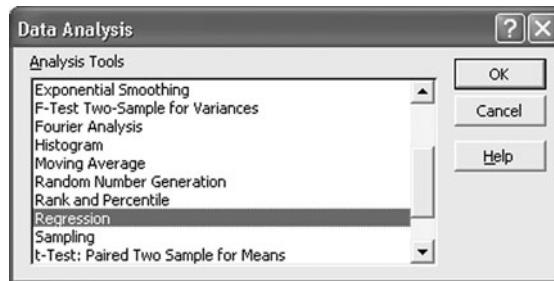 Data Analysis
Analysis Tools
Exponential Smoothing
F-Test Two-Sample for Variances
Fourier Analysis
Histogram
Moving Average
Random Number Generation
Rank and Percentile
Regression
Sampling
t-Test: Paired Two Sample for Means
OK
Cancel
Help